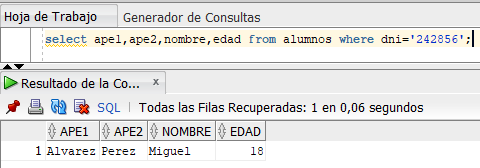 Hoja de Trabajo Generador de Consultas
select ape1,ape2,nombre,edad from alumnos where dni='242856';
Resultado de la Co... x
SQL | Todas las Filas Recuperadas: 1 en 0,06 segundos
APE1 APE2 NOMBRE EDAD
1 Alvarez Perez Miguel 18